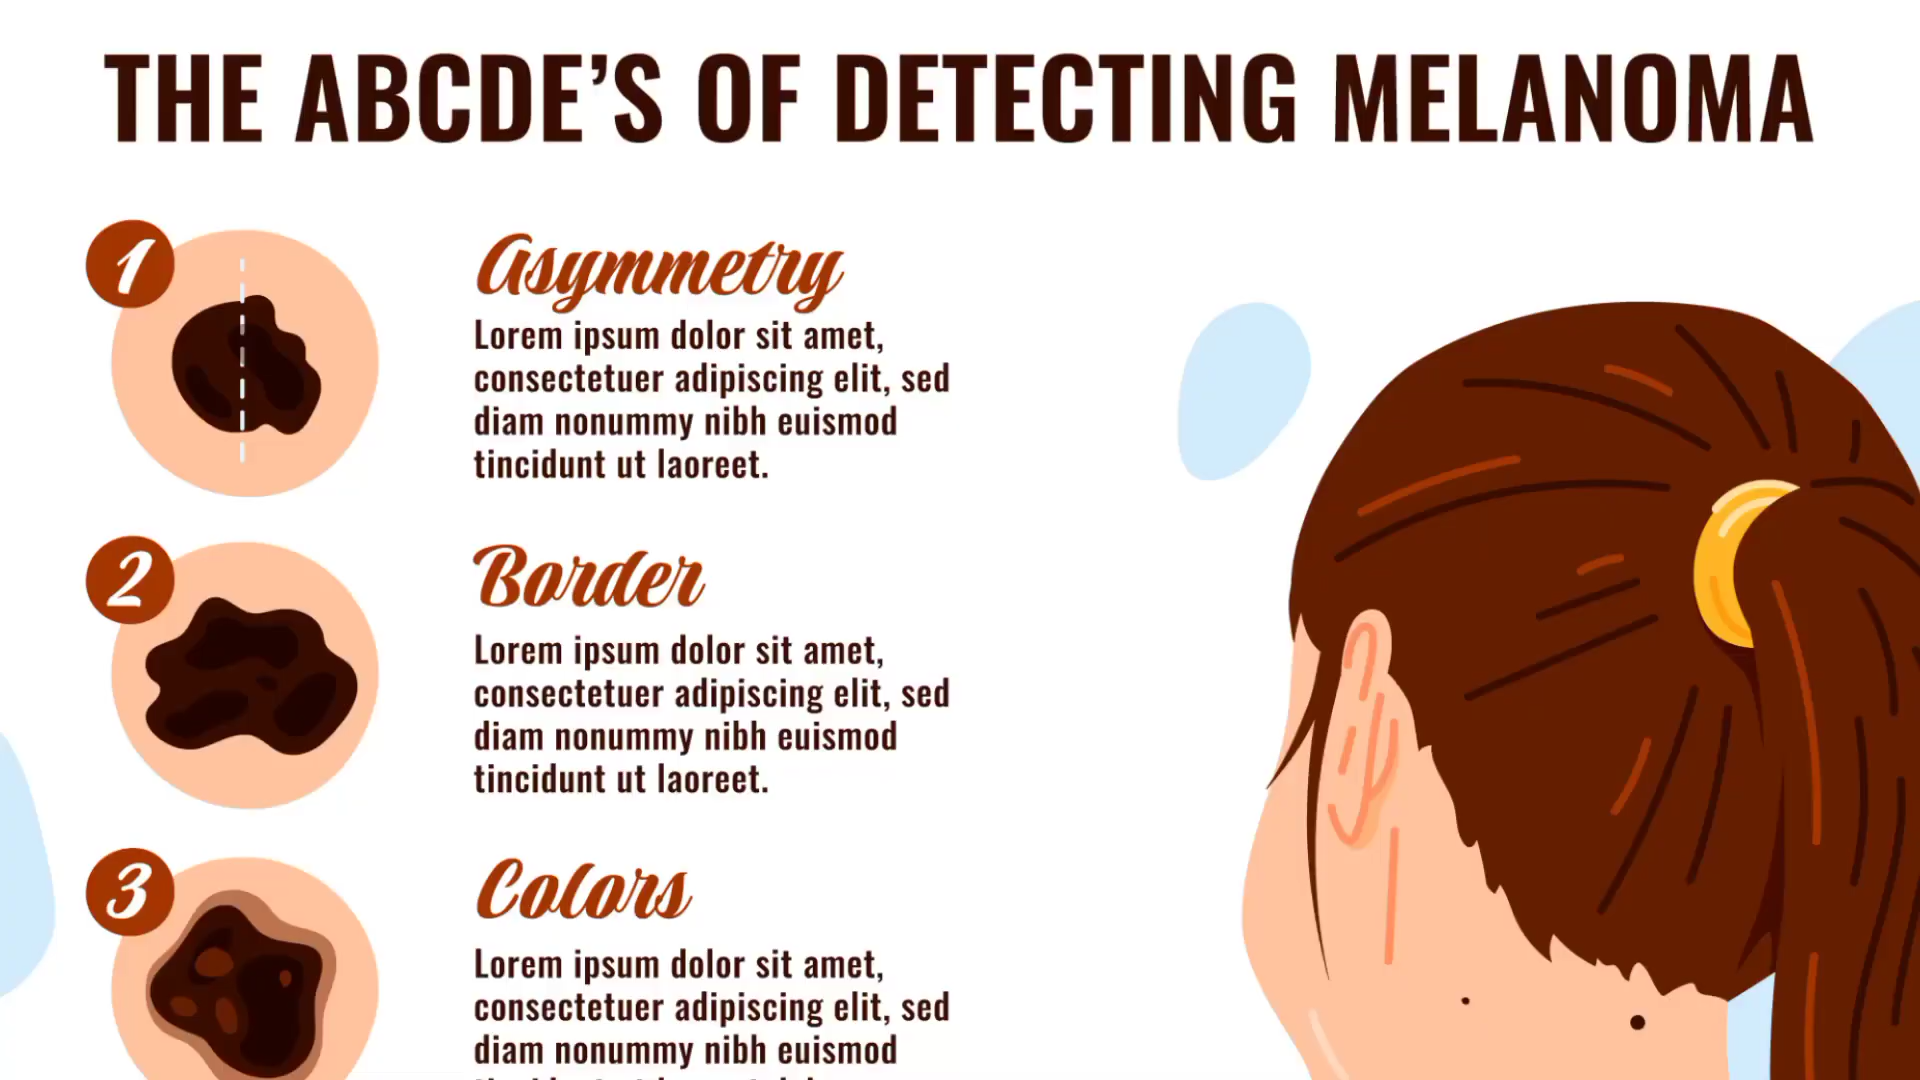 THE ABCDE’S OF DETECTING MELANOMA
1
Asymmetry
Lorem ipsum dolor sit amet,
consectetuer adipiscing elit, sed
diam nonummy nibh euismod
tincidunt ut laoreet.
2
Border
Lorem ipsum dolor sit amet,
consectetuer adipiscing elit, sed
diam nonummy nibh euismod
tincidunt ut laoreet.
3
Colors
Lorem ipsum dolor sit amet,
consectetuer adipiscing elit, sed
diam nonummy nibh euismod